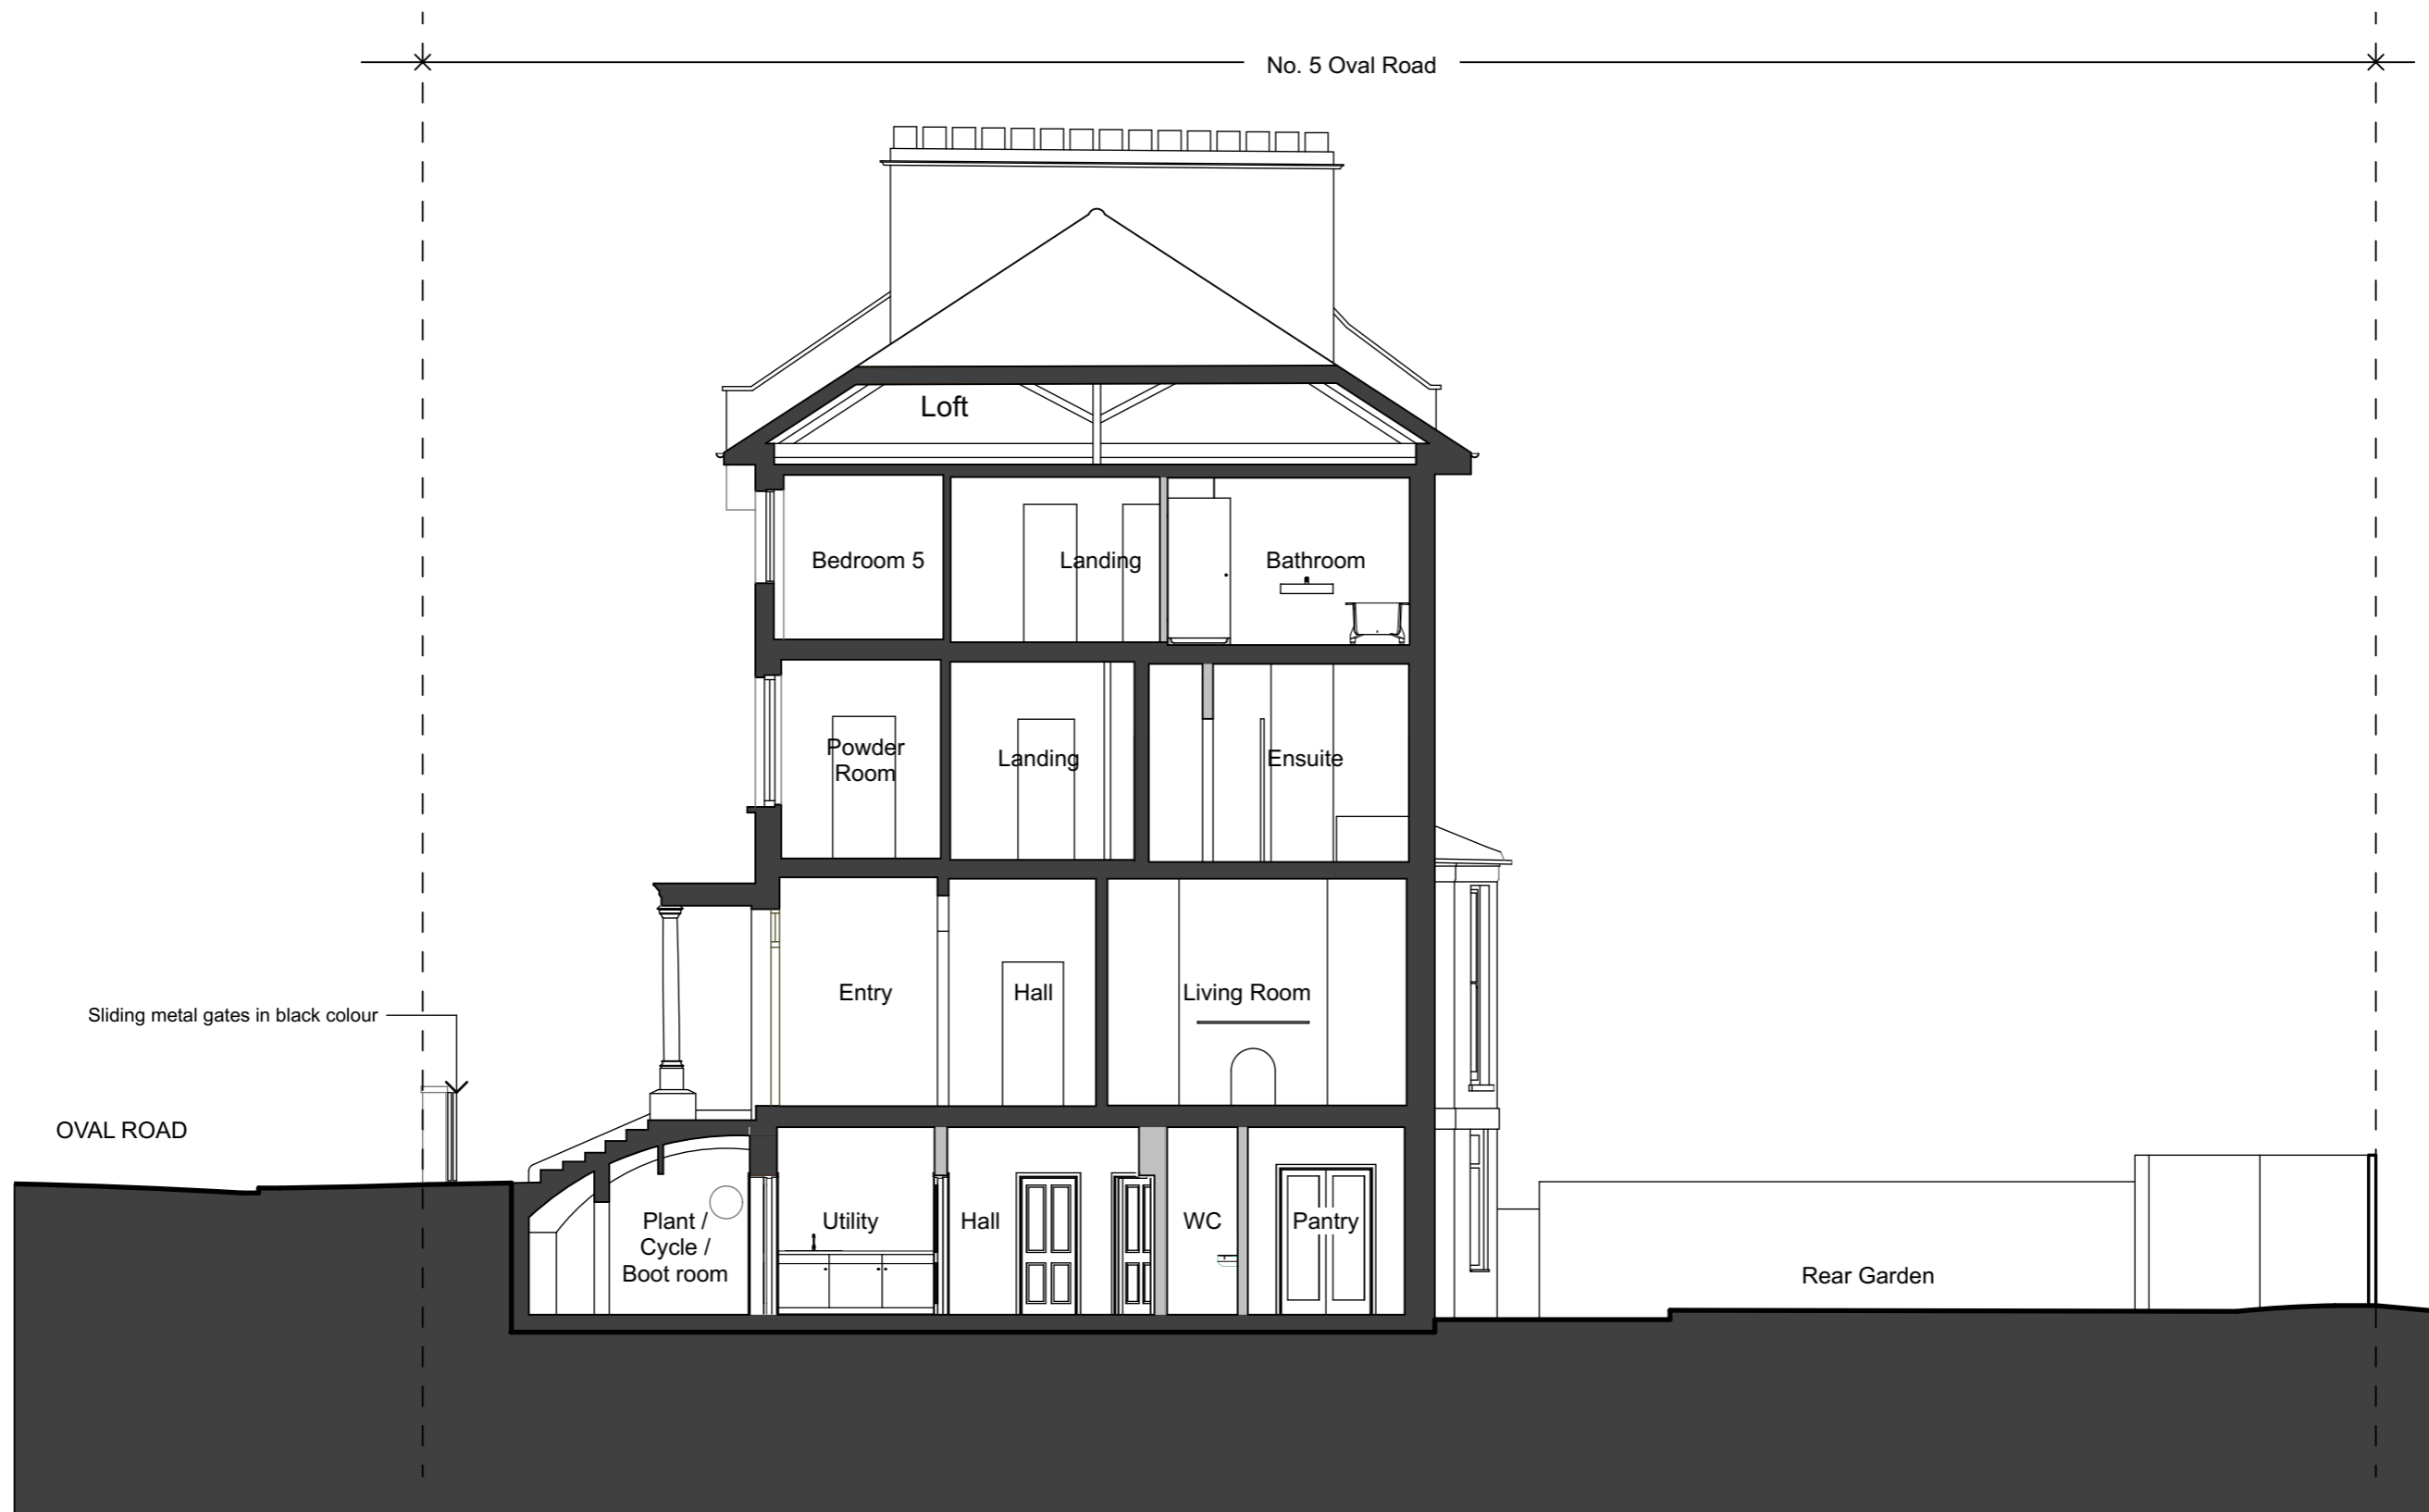 No. 5 Oval Road
Loft
Bedroom 5
Landing
Bathroom
Powder
Room
Landing
Ensuite
Entry
Hall
Living Room
Sliding metal gates in black colour
OVAL ROAD
Plant /
Cycle /
Boot room
Utility
Hall
WC
Pantry
Rear Garden